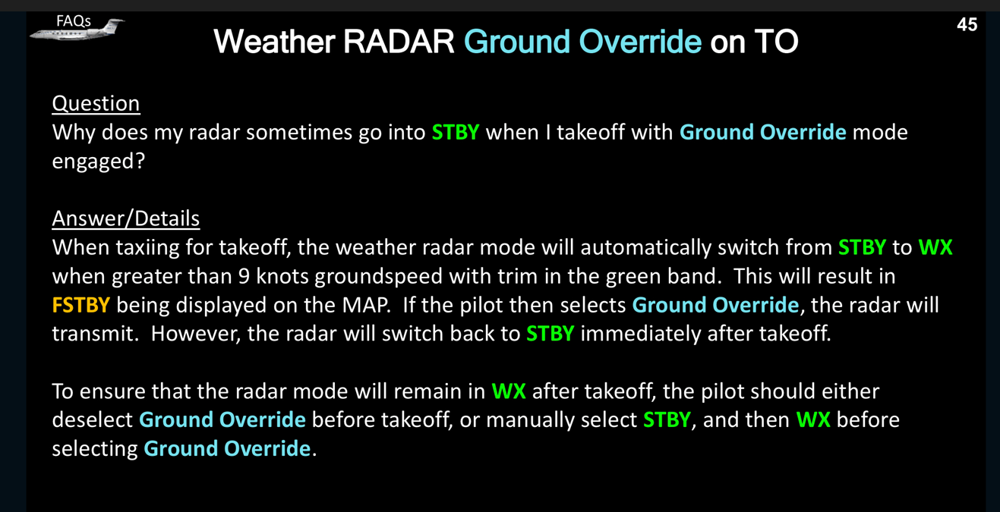 FAQs
45
Weather RADAR Ground Override on TO
Question
Why does my radar sometimes go into STBY when I takeoff with Ground Override mode
engaged?
Answer/Details
When taxiing for takeoff, the weather radar mode will automatically switch from STBY to WX
when greater than 9 knots groundspeed with trim in the green band.  This will result in
FSTBY being displayed on the MAP.  If the pilot then selects Ground Override, the radar will
transmit.  However, the radar will switch back to STBY immediately after takeoff.
To ensure that the radar mode will remain in WX after takeoff, the pilot should either
deselect Ground Override before takeoff, or manually select STBY, and then WX before
selecting Ground Override.